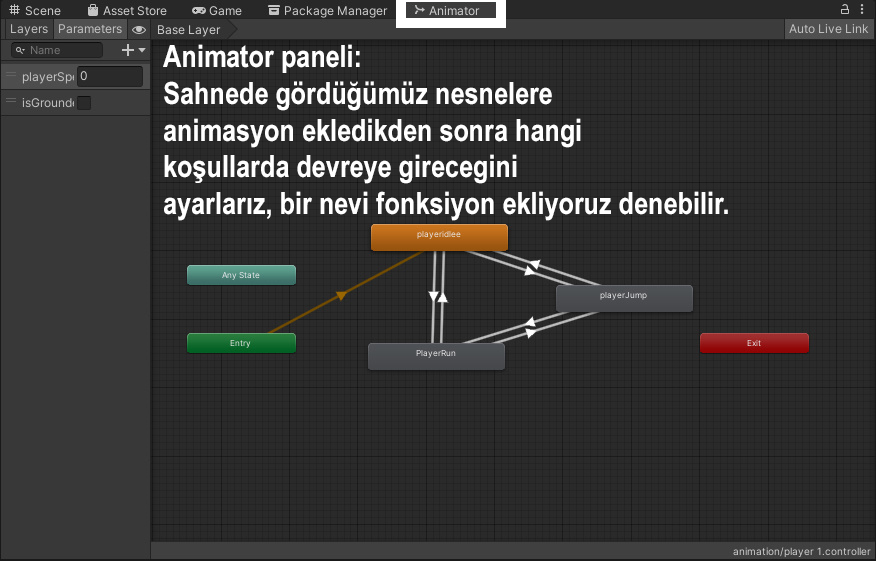 Scene
Asset Store
Game
Package Manager
Animator
Layers
Parameters
Base Layer
Auto Live Link
Name
playerSpe
0
isGrounde
Animator paneli:
Sahnede gördüğümüz nesnelere
animasyon ekledikden sonra hangi
koşullarda devreye girecegini
ayarlarız, bir nevi fonksiyon ekliyoruz denebilir.
playeridlee
Any State
playerJump
Entry
PlayerRun
Exit
animation/player 1.controller